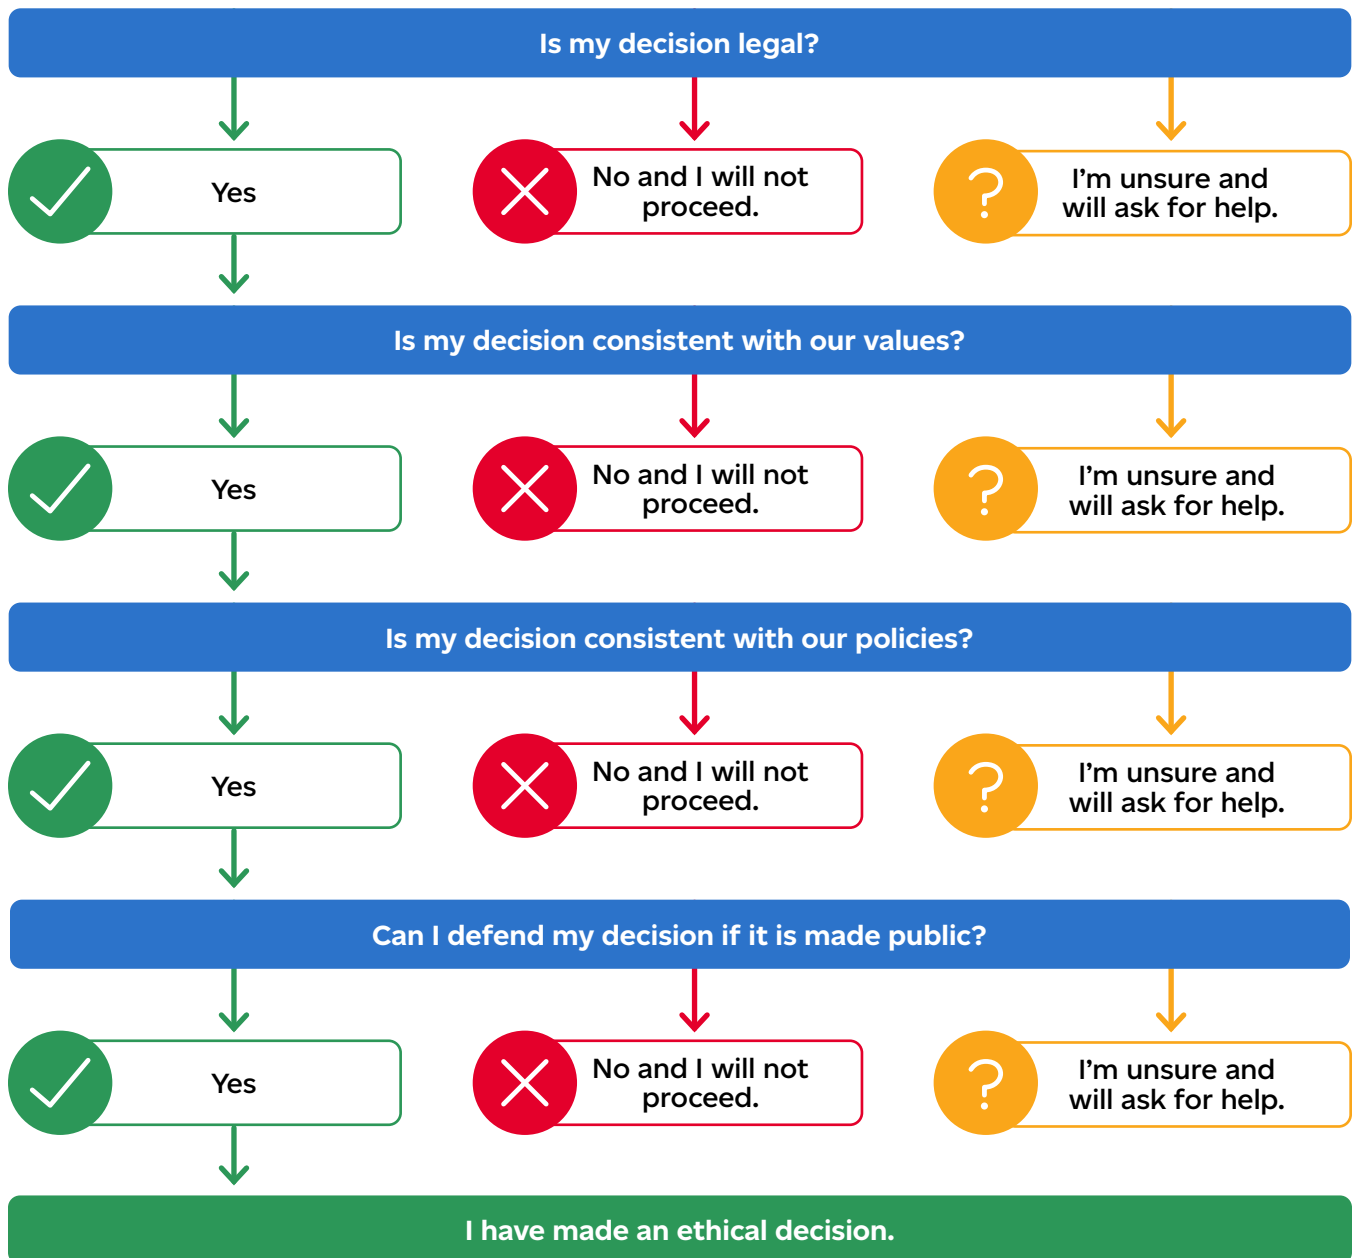 Is my decision legal?
Yes
No and I will not
proceed.
I’m unsure and
will ask for help.
Is my decision consistent with our values?
Yes
No and I will not
proceed.
I’m unsure and
will ask for help.
Is my decision consistent with our policies?
Yes
No and I will not
proceed.
I’m unsure and
will ask for help.
Can I defend my decision if it is made public?
Yes
No and I will not
proceed.
I’m unsure and
will ask for help.
I have made an ethical decision.